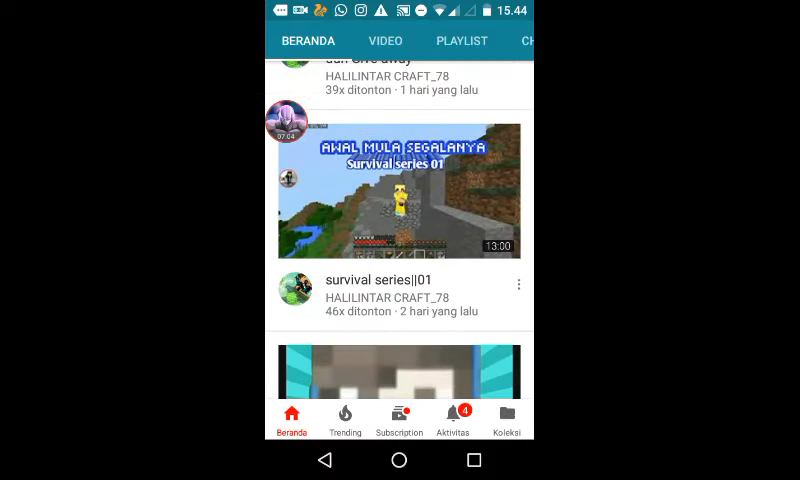 15.44
BERANDA VIDEO PLAYLIST CH
HALILINTAR CRAFT_78
39x ditonton · 1 hari yang lalu
07:04
AWAL MULA SEGALANYA
Survival series 01
13:00
survival series||01
HALILINTAR CRAFT_78
46x ditonton · 2 hari yang lalu
4
Beranda Trending Subscription Aktivitas Koleksi